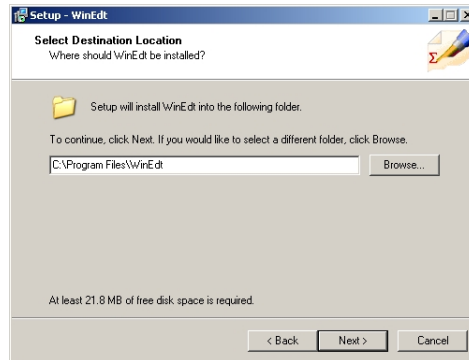 Setup - WinEdt
Select Destination Location
Where should WinEdt be installed?
Σ
Setup will install WinEdt into the following folder.
To continue, click Next. If you would like to select a different folder, click Browse.
C:\Program Files\WinEdt
Browse...
At least 21.8 MB of free disk space is required.
< Back
Next >
Cancel